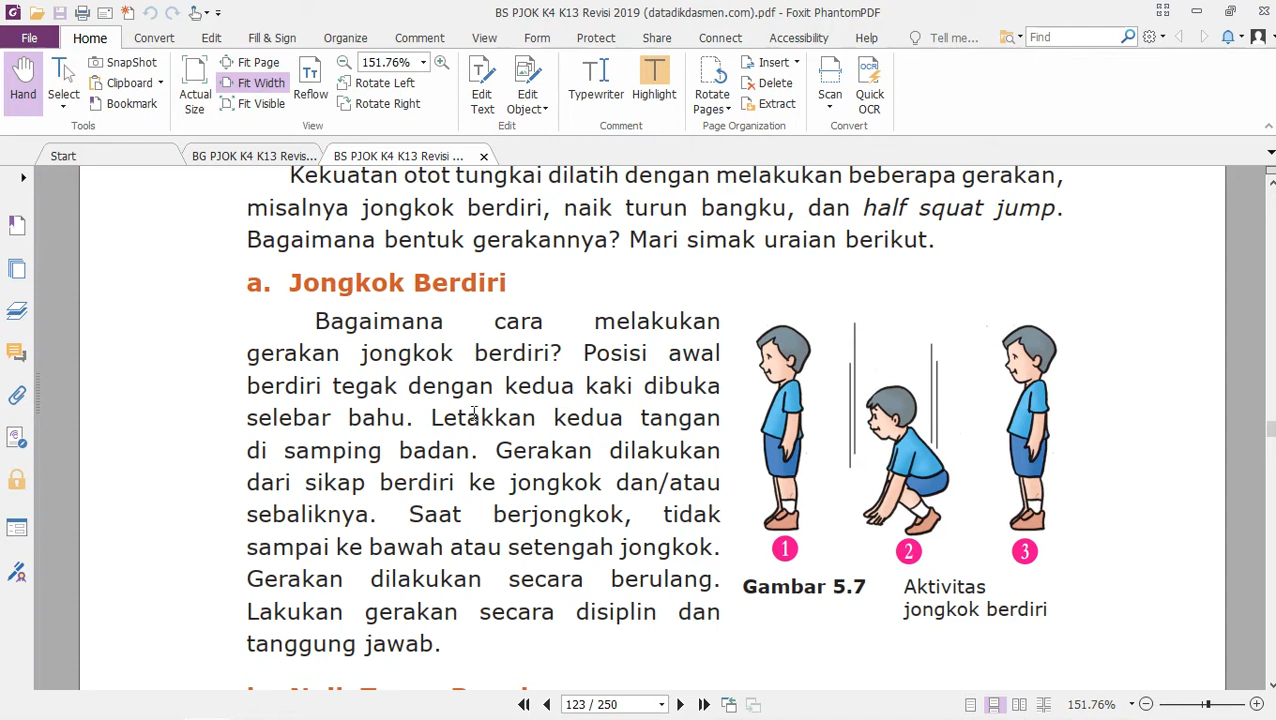 BS PJOK K4 K13 Revisi 2019 (datadikdasmen.com).pdf - Foxit PhantomPDF
File Home Convert Edit Fill & Sign Organize Comment View Form Protect Share Connect Accessibility Help Tell me... Find
Hand
Select
SnapShot
Clipboard
Bookmark
Tools
Actual
Size
Fit Page
Fit Width
Fit Visible
Reflow
151.76%
Rotate Left
Rotate Right
View
Edit
Text
Edit
Object
Edit
Typewriter
Highlight
Comment
Rotate
Pages
Insert
Delete
Extract
Page Organization
Scan
Quick
OCR
Convert
Start
BG PJOK K4 K13 Revis...
BS PJOK K4 K13 Revisi ...
Kekuatan otot tungkai dilatih dengan melakukan beberapa gerakan,
misalnya jongkok berdiri, naik turun bangku, dan half squat jump.
Bagaimana bentuk gerakannya? Mari simak uraian berikut.
a. Jongkok Berdiri
Bagaimana cara melakukan
gerakan jongkok berdiri? Posisi awal
berdiri tegak dengan kedua kaki dibuka
selebar bahu. Letakkan kedua tangan
di samping badan. Gerakan dilakukan
dari sikap berdiri ke jongkok dan/atau
sebaliknya. Saat berjongkok, tidak
sampai ke bawah atau setengah jongkok.
Gerakan dilakukan secara berulang.
Lakukan gerakan secara disiplin dan
tanggung jawab.
1 2 3
Gambar 5.7 Aktivitas
jongkok berdiri
123 / 250
151.76%